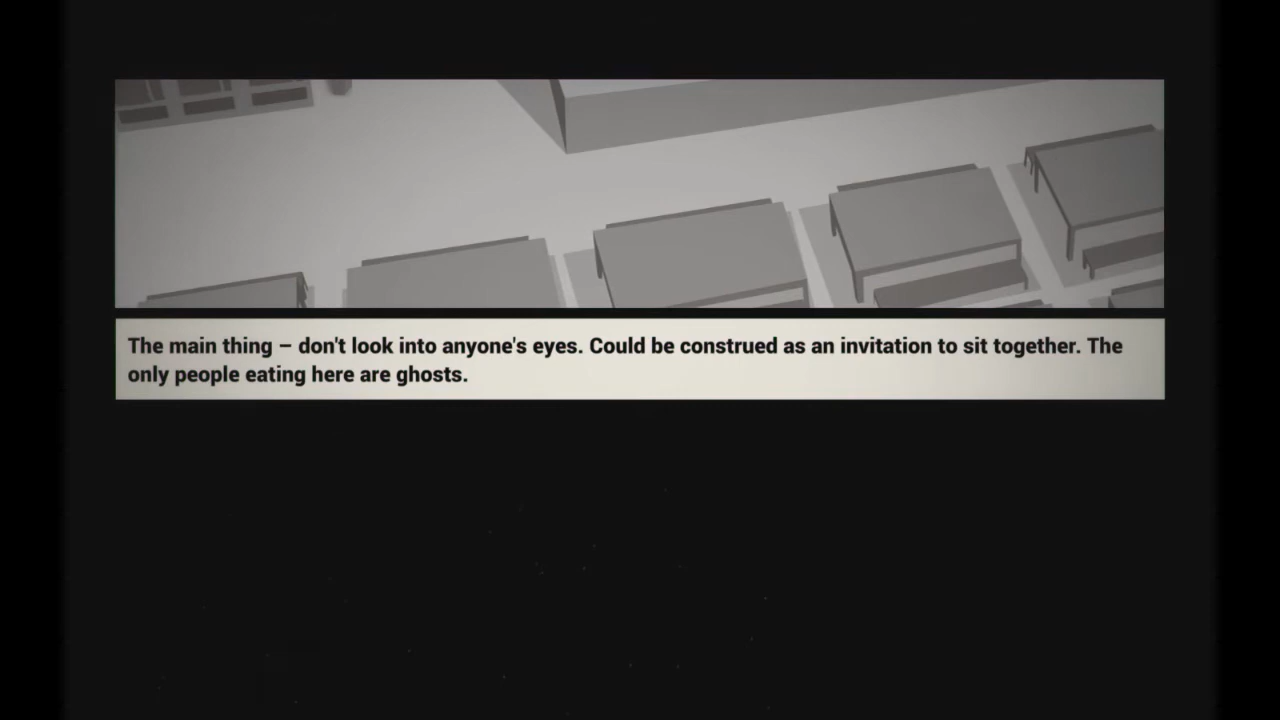 The main thing – don't look into anyone's eyes. Could be construed as an invitation to sit together. The
only people eating here are ghosts.